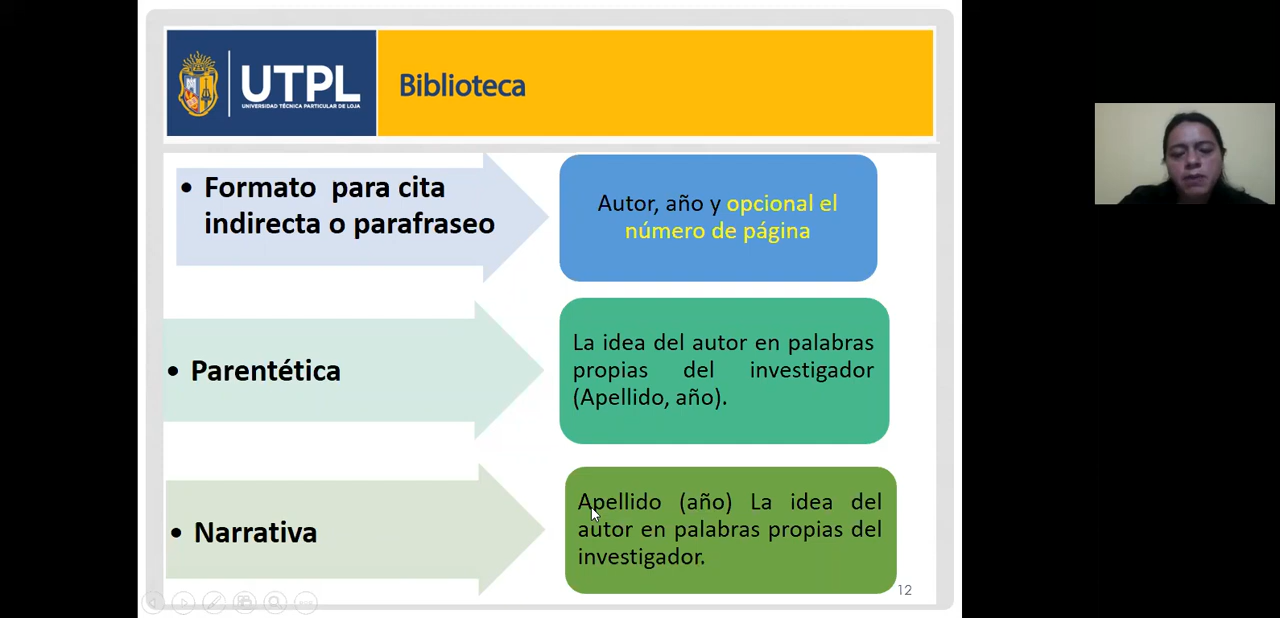 UTPL
UNIVERSIDAD TÉCNICA PARTICULAR DE LOJA
Biblioteca
• Formato para cita
indirecta o parafraseo
Autor, año y opcional el
número de página
• Parentética
La idea del autor en palabras
propias del investigador
(Apellido, año).
• Narrativa
Apellido (año) La idea del
autor en palabras propias del
investigador.
12